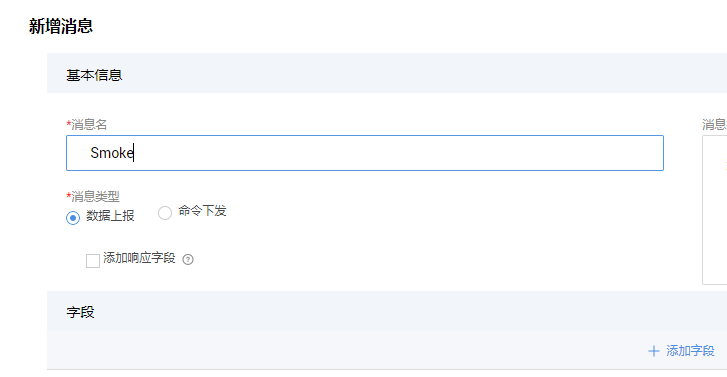 新增消息
基本信息
*消息名
消息
Smoke
*消息类型
数据上报
命令下发
添加响应字段
字段
+ 添加字段